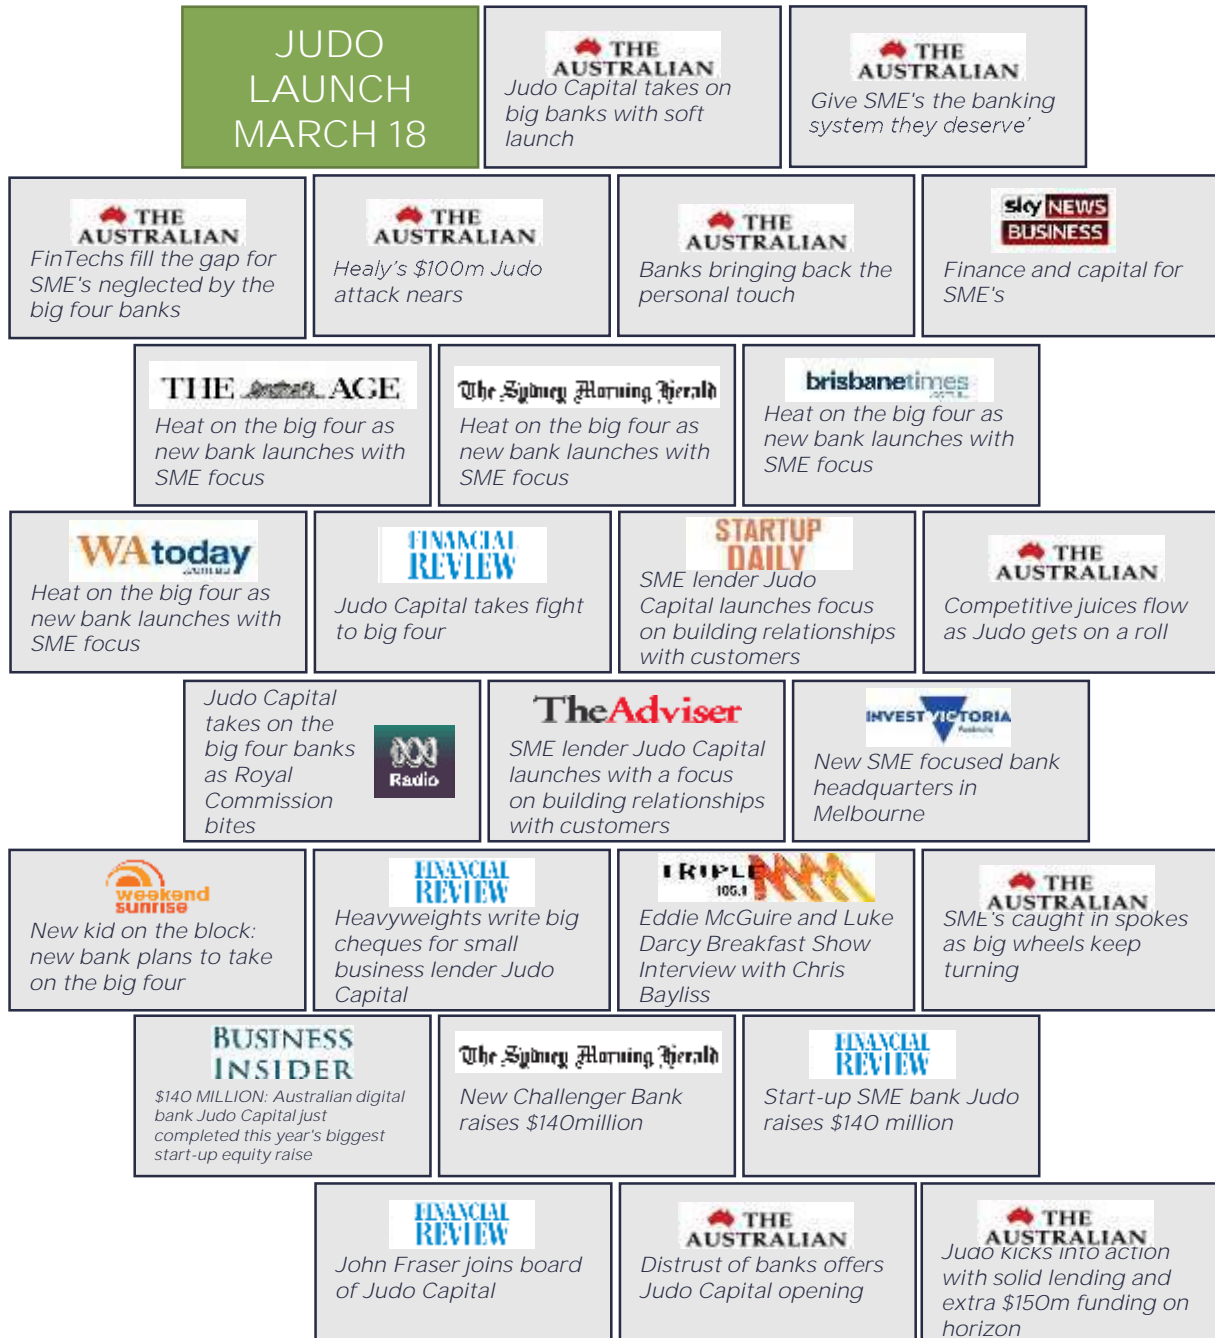 JUDO
LAUNCH
MARCH 18
THE
AUSTRALIAN
Judo Capital takes on
big banks with soft
launch
THE
AUSTRALIAN
Give SME's the banking
system they deserve’
THE
AUSTRALIAN
FinTechs fill the gap for
SME's neglected by the
big four banks
THE
AUSTRALIAN
Healy’s $100m Judo
attack nears
THE
AUSTRALIAN
Banks bringing back the
personal touch
sky NEWS
BUSINESS
Finance and capital for
SME's
THE AGE
Heat on the big four as
new bank launches with
SME focus
The Sydney Morning Herald
Heat on the big four as
new bank launches with
SME focus
brisbanetimes
Heat on the big four as
new bank launches with
SME focus
WAtoday
.com.au
Heat on the big four as
new bank launches with
SME focus
FINANCIAL
REVIEW
Judo Capital takes fight
to big four
STARTUP
DAILY
SME lender Judo
Capital launches focus
on building relationships
with customers
THE
AUSTRALIAN
Competitive juices flow
as Judo gets on a roll
Judo Capital
takes on the
big four banks
as Royal
Commission
bites
Radio
TheAdviser
SME lender Judo Capital
launches with a focus
on building relationships
with customers
INVEST VICTORIA
Australia
New SME focused bank
headquarters in
Melbourne
weekend
sunrise
New kid on the block:
new bank plans to take
on the big four
FINANCIAL
REVIEW
Heavyweights write big
cheques for small
business lender Judo
Capital
TRIPLE MMM
105.1
Eddie McGuire and Luke
Darcy Breakfast Show
Interview with Chris
Bayliss
THE
AUSTRALIAN
SME's caught in spokes
as big wheels keep
turning
BUSINESS
INSIDER
$140 MILLION: Australian digital
bank Judo Capital just
completed this year's biggest
start-up equity raise
The Sydney Morning Herald
New Challenger Bank
raises $140million
FINANCIAL
REVIEW
Start-up SME bank Judo
raises $140 million
FINANCIAL
REVIEW
John Fraser joins board
of Judo Capital
THE
AUSTRALIAN
Distrust of banks offers
Judo Capital opening
THE
AUSTRALIAN
Judo kicks into action
with solid lending and
extra $150m funding on
horizon